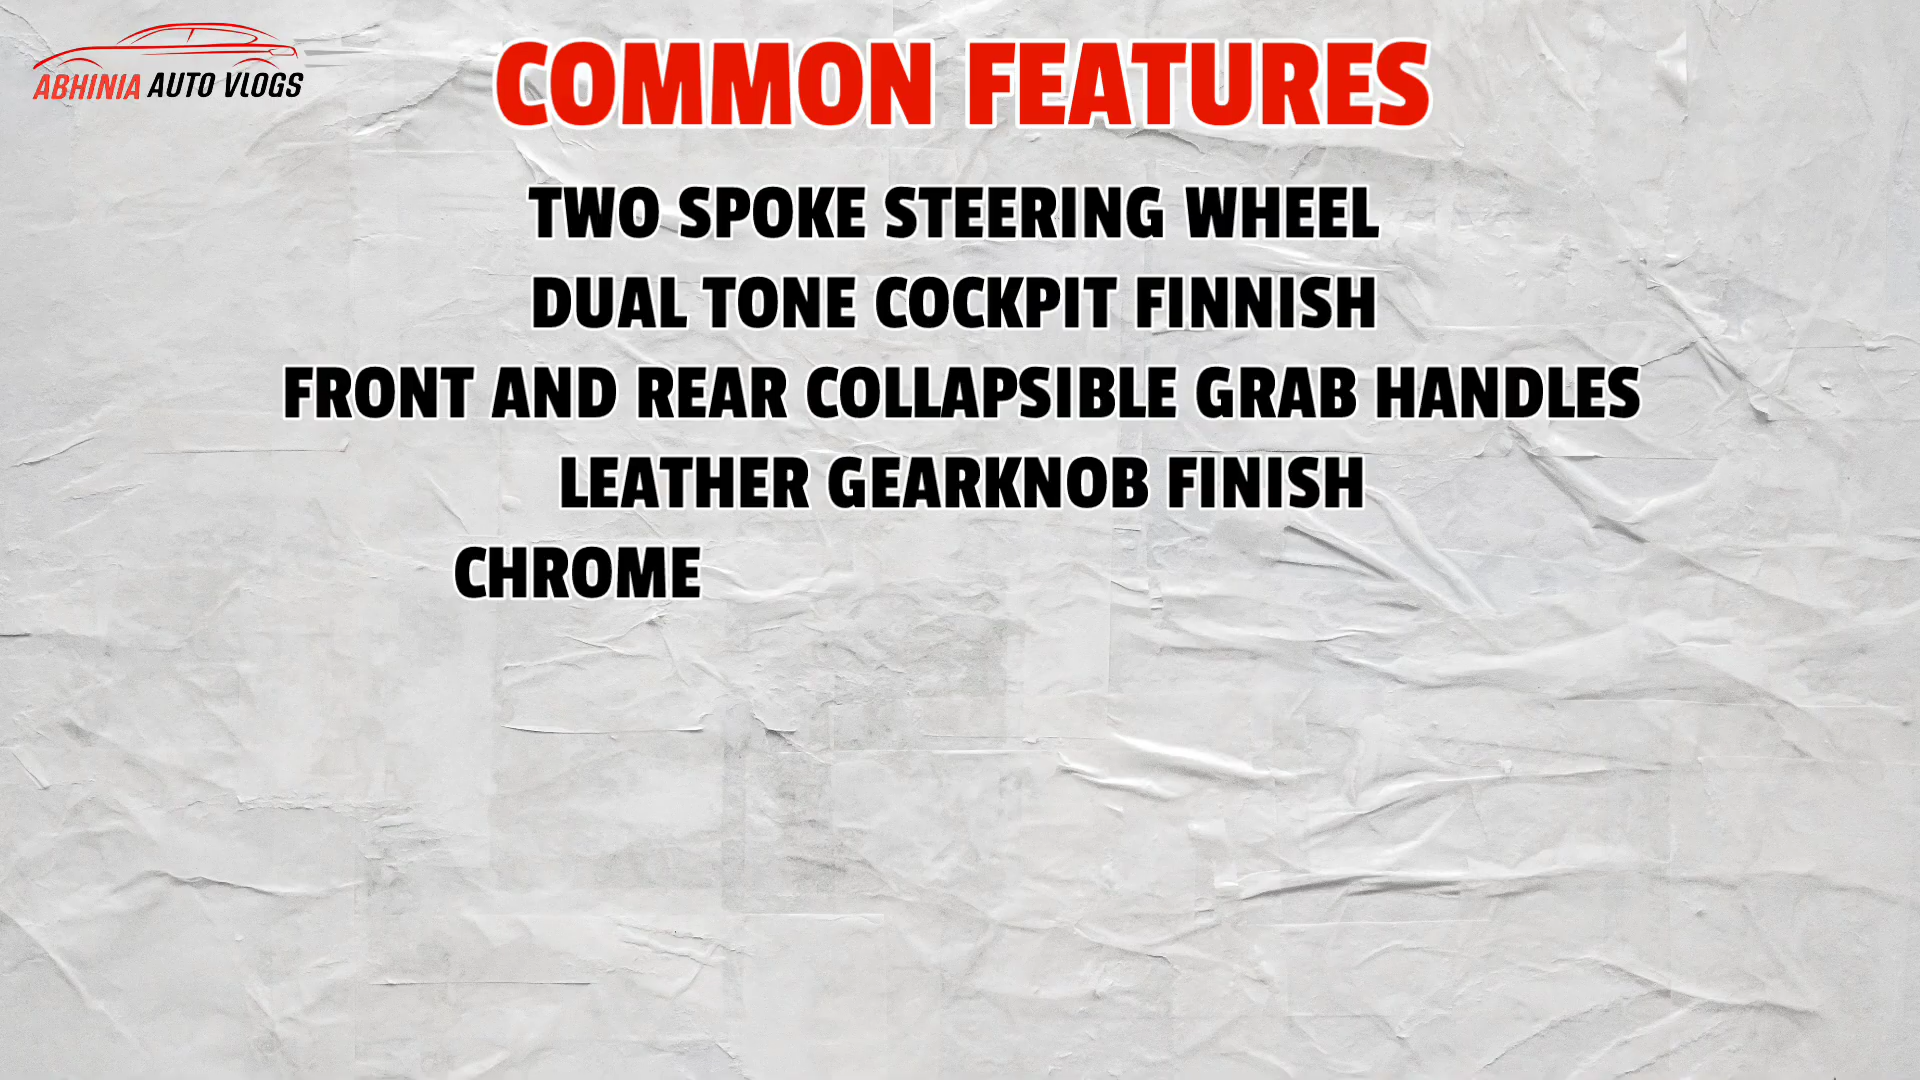 ABHINIA AUTO VLOGS
COMMON FEATURES
TWO SPOKE STEERING WHEEL
DUAL TONE COCKPIT FINNISH
FRONT AND REAR COLLAPSIBLE GRAB HANDLES
LEATHER GEARKNOB FINISH
CHROME